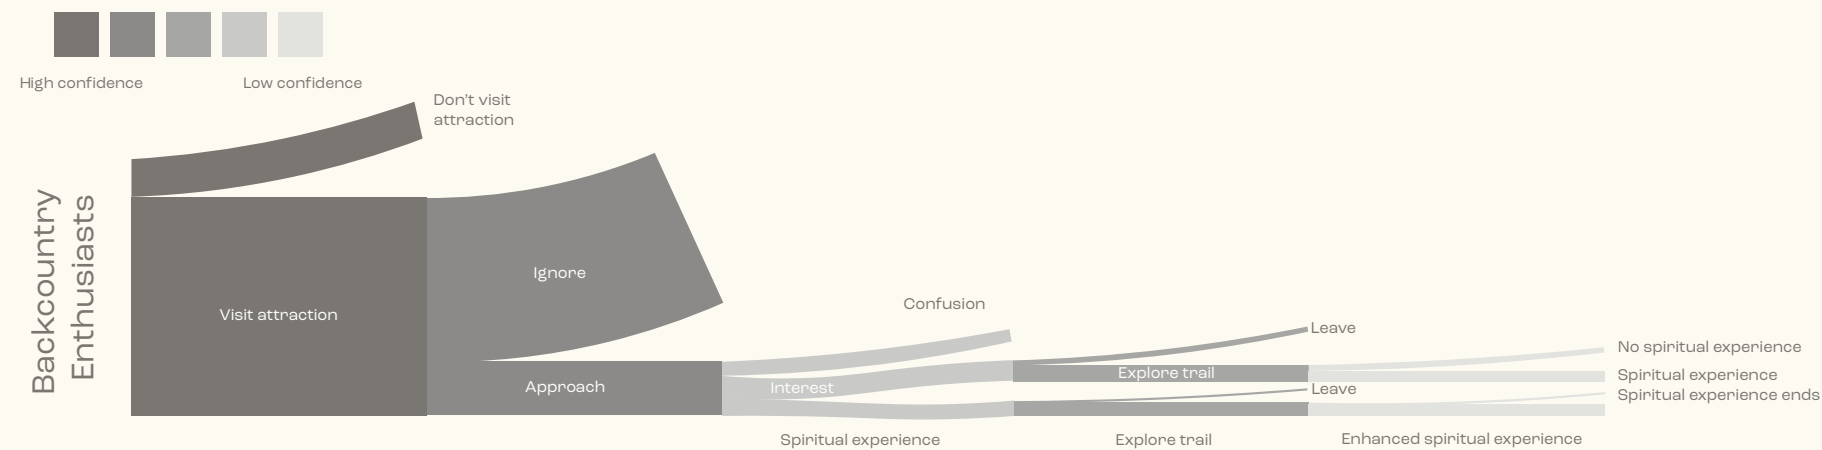 High confidence
Low confidence
Don't visit
attraction
Backcountry
Enthusiasts
Visit attraction
Ignore
Approach
Confusion
Interest
Spiritual experience
Leave
Explore trail
Leave
Explore trail
No spiritual experience
Spiritual experience
Spiritual experience ends
Enhanced spiritual experience